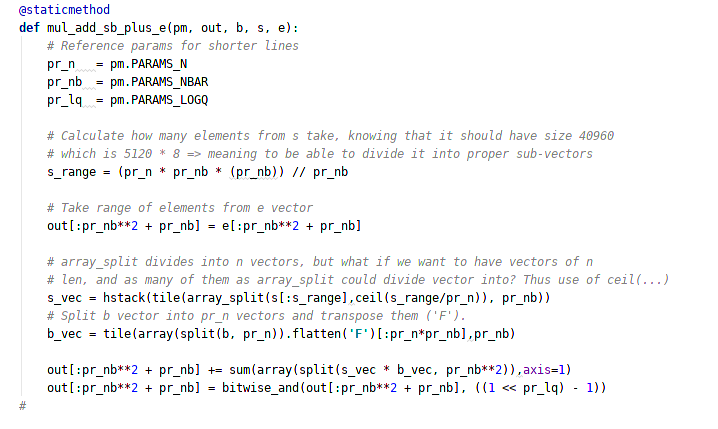 @staticmethod
def mul_add_sb_plus_e(pm, out, b, s, e):
# Reference params for shorter lines
pr_n = pm.PARAMS_N
pr_nb = pm.PARAMS_NBAR
pr_lq = pm.PARAMS_LOGQ
# Calculate how many elements from s take, knowing that it should have size 40960
# which is 5120 * 8 => meaning to be able to divide it into proper sub-vectors
s_range = (pr_n * pr_nb * (pr_nb)) // pr_nb
# Take range of elements from e vector
out[:pr_nb**2 + pr_nb] = e[:pr_nb**2 + pr_nb]
# array_split divides into n vectors, but what if we want to have vectors of n
# len, and as many of them as array_split could divide vector into? Thus use of ceil(...)
s_vec = hstack(tile(array_split(s[:s_range],ceil(s_range/pr_n)), pr_nb))
# Split b vector into pr_n vectors and transpose them ('F').
b_vec = tile(array(split(b, pr_n)).flatten('F')[:pr_n*pr_nb],pr_nb)
out[:pr_nb**2 + pr_nb] += sum(array(split(s_vec * b_vec, pr_nb**2)),axis=1)
out[:pr_nb**2 + pr_nb] = bitwise_and(out[:pr_nb**2 + pr_nb], ((1 << pr_lq) - 1))
#